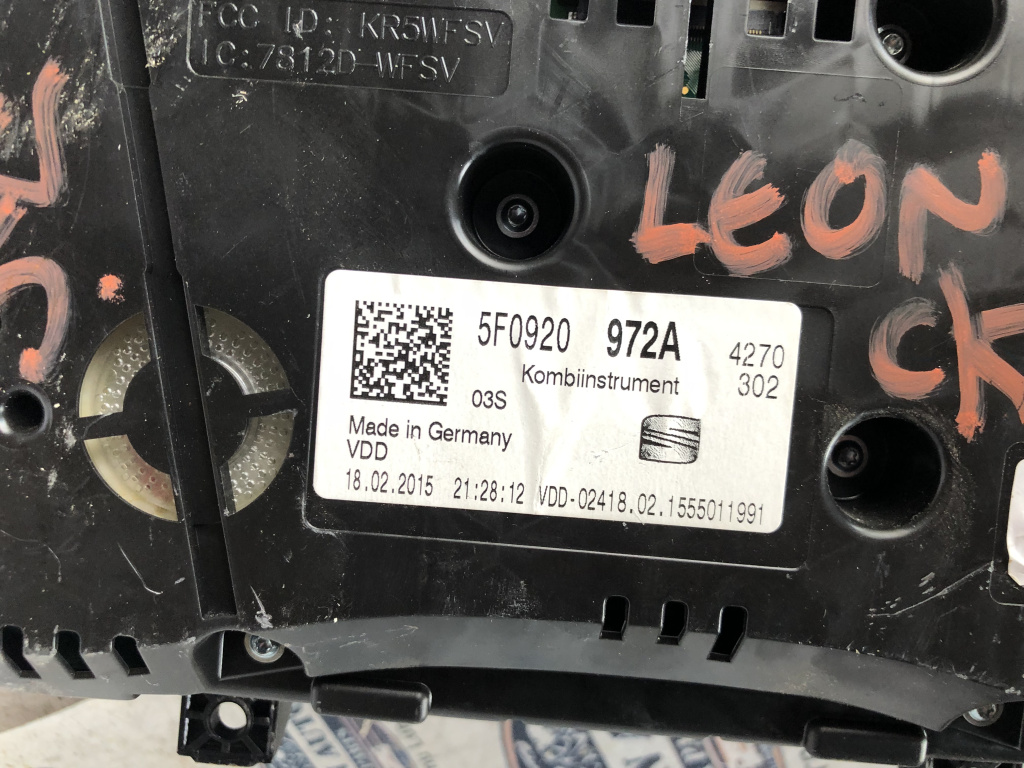 FCC ID: KR5WFSV
IC:7812D-WFSV
LEON
CK
5F0920 972A 4270
Kombiinstrument 302
03S
Made in Germany
VDD
18.02.2015 21:28:12 VDD-02418.02.1555011991